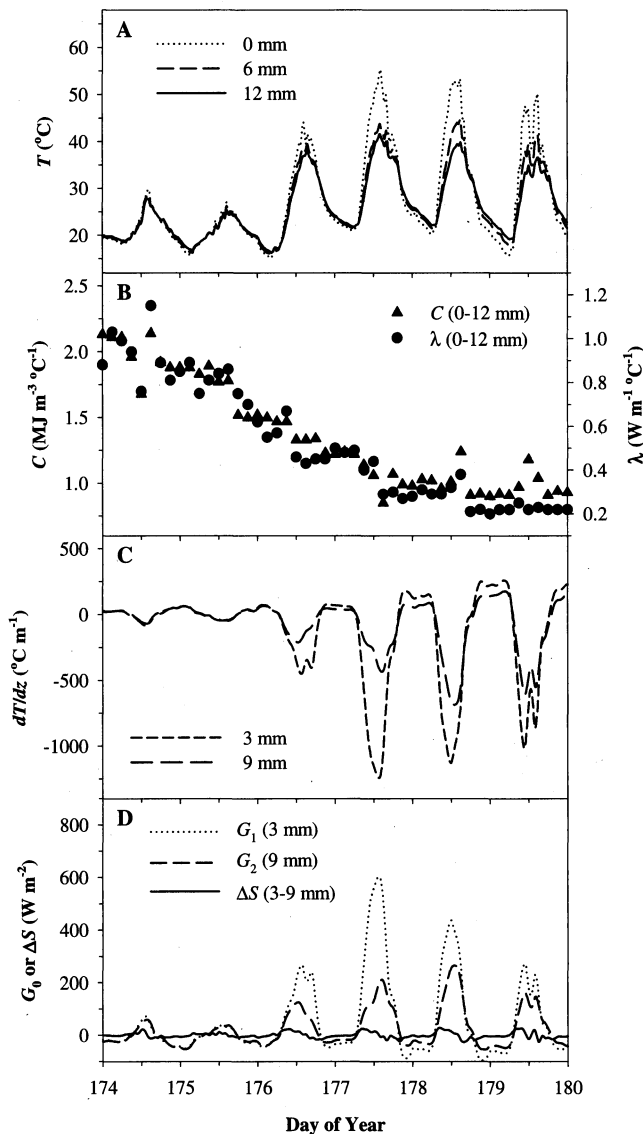 A
0 mm
6 mm
12 mm
60
50
40
30
20
T (°C)
B
C (0-12 mm)
λ (0-12 mm)
2.5
2.0
1.5
1.0
C (MJ m⁻³ °C⁻¹)
1.2
1.0
0.8
0.6
0.4
0.2
λ (W m⁻¹ °C⁻¹)
C
500
250
0
-500
-1000
dT/dz (°C m⁻¹)
3 mm
9 mm
D
G₁ (3 mm)
G₂ (9 mm)
ΔS (3-9 mm)
800
600
400
200
0
G₀ or ΔS (W m⁻²)
174 175 176 177 178 179 180
Day of Year